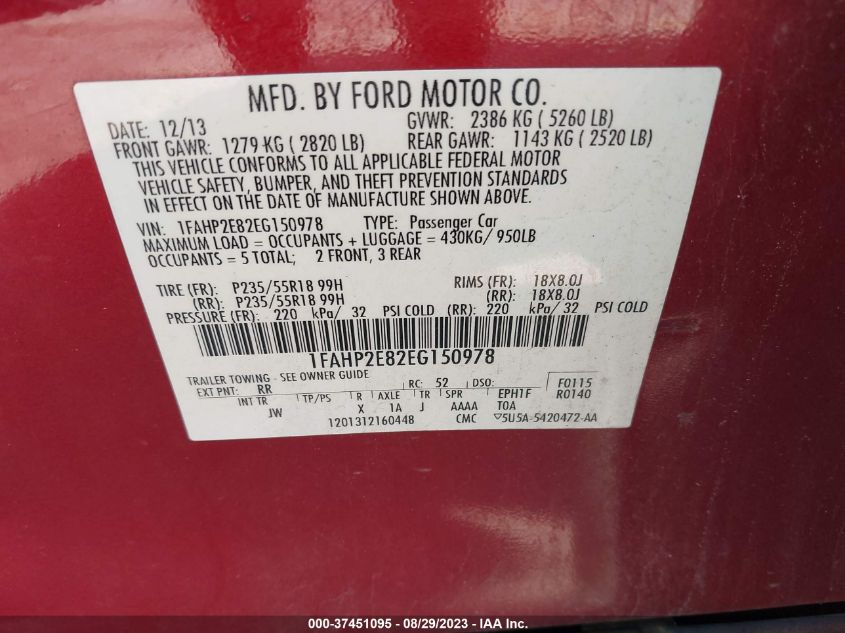 MFD. BY FORD MOTOR CO.
DATE: 12/13 GVWR: 2386 KG ( 5260 LB)
FRONT GAWR: 1279 KG ( 2820 LB) REAR GAWR: 1143 KG ( 2520 LB)
THIS VEHICLE CONFORMS TO ALL APPLICABLE FEDERAL MOTOR
VEHICLE SAFETY, BUMPER, AND THEFT PREVENTION STANDARDS
IN EFFECT ON THE DATE OF MANUFACTURE SHOWN ABOVE.
VIN: 1FAHP2E82EG150978 TYPE: Passenger Car
MAXIMUM LOAD = OCCUPANTS + LUGGAGE = 430KG/ 950LB
OCCUPANTS = 5 TOTAL; 2 FRONT, 3 REAR
TIRE (FR): P235/55R18 99H RIMS (FR): 18X8.0J
(RR): P235/55R18 99H (RR): 18X8.0J
PRESSURE (FR): 220 kPa/ 32 PSI COLD (RR): 220 kPa/ 32 PSI COLD
1FAHP2E82EG150978
TRAILER TOWING - SEE OWNER GUIDE
EXT PNT: RR RC: 52 DSO: F0115
R0140
INT TR TP/PS R AXLE TR SPR EPH1F
JW X 1A J AAAA TOA
1201312160448 CMC 5U5A-5420472-AA
000-37451095 - 08/29/2023 - IAA Inc.